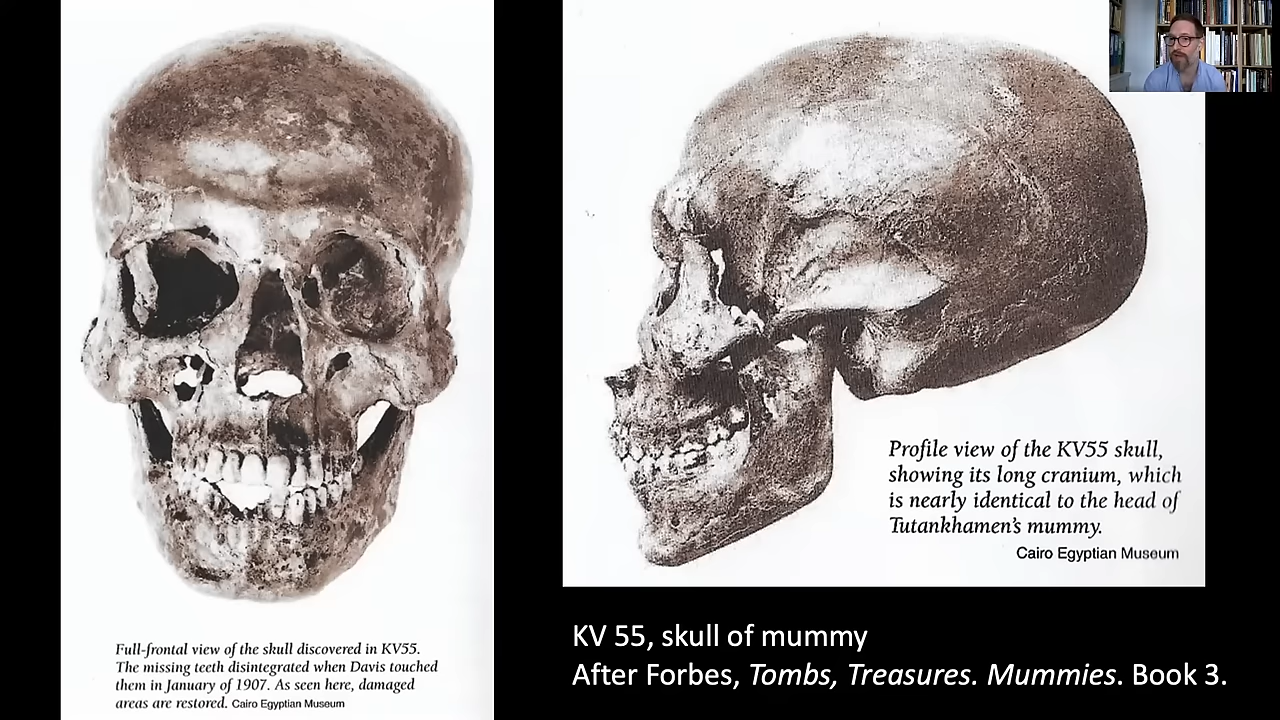 Full-frontal view of the skull discovered in KV55.
The missing teeth disintegrated when Davis touched
them in January of 1907. As seen here, damaged
areas are restored. Cairo Egyptian Museum
Profile view of the KV55 skull,
showing its long cranium, which
is nearly identical to the head of
Tutankhamen's mummy.
Cairo Egyptian Museum
KV 55, skull of mummy
After Forbes, Tombs, Treasures. Mummies. Book 3.